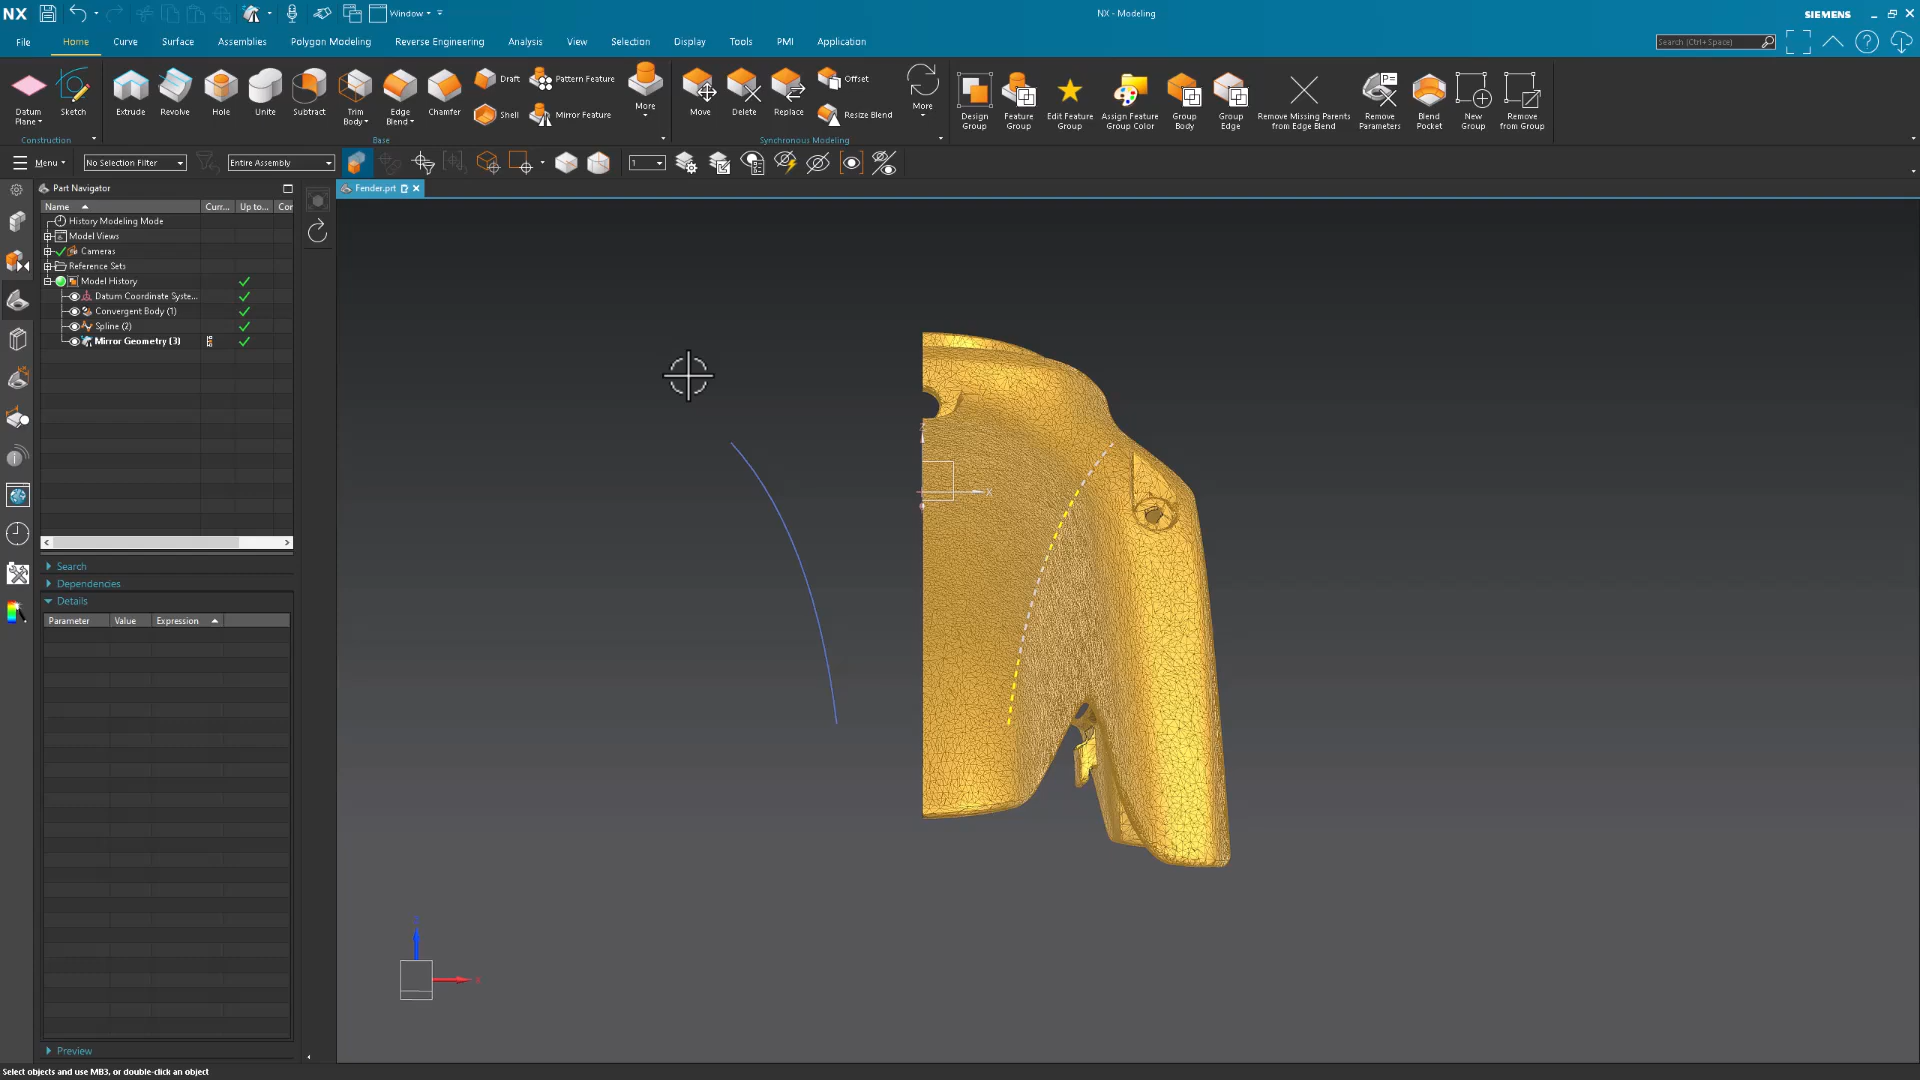 NX
Window
NX - Modeling
SIEMENS
File
Home
Curve
Surface
Assemblies
Polygon Modeling
Reverse Engineering
Analysis
View
Selection
Display
Tools
PMI
Application
Search (Ctrl+Space)
Datum
Plane
Sketch
Extrude
Revolve
Hole
Unite
Subtract
Trim
Body
Edge
Blend
Chamfer
Draft
Shell
Pattern Feature
Mirror Feature
More
Move
Delete
Replace
Offset
Resize Blend
More
Design
Group
Feature
Group
Edit Feature
Group
Assign Feature
Group Color
Group
Body
Group
Edge
Remove Missing Parents
from Edge Blend
Remove
Parameters
Blend
Pocket
New
Group
Remove
from Group
Construction
Base
Synchronous Modeling
Menu
No Selection Filter
Entire Assembly
1
Part Navigator
Fender.prt
Name
Curr...
Up to...
Cor
History Modeling Mode
Model Views
Cameras
Reference Sets
Model History
Datum Coordinate Syste...
Convergent Body (1)
Spline (2)
Mirror Geometry (3)
Search
Dependencies
Details
Parameter
Value
Expression
Preview
Z
X
Select objects and use MB3, or double-click an object